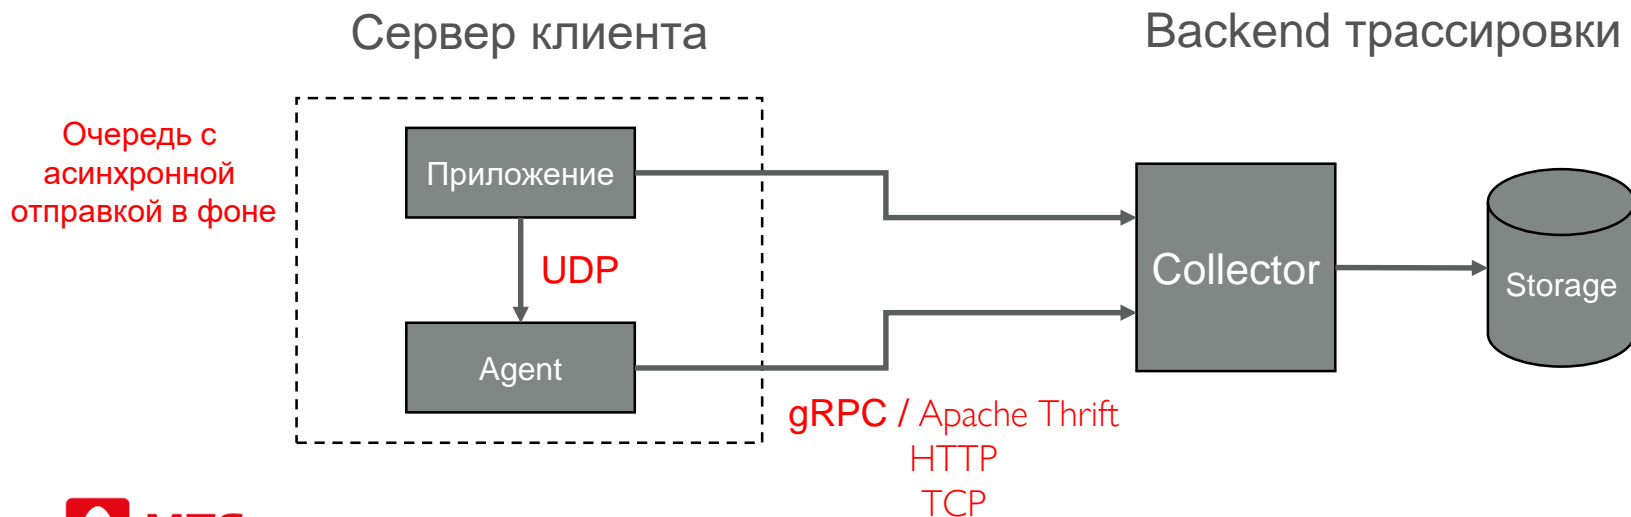 Сервер клиента
Backend трассировки
Очередь с
асинхронной
отправкой в фоне
Приложение
UDP
Agent
Collector
Storage
gRPC / Apache Thrift
HTTP
TCP